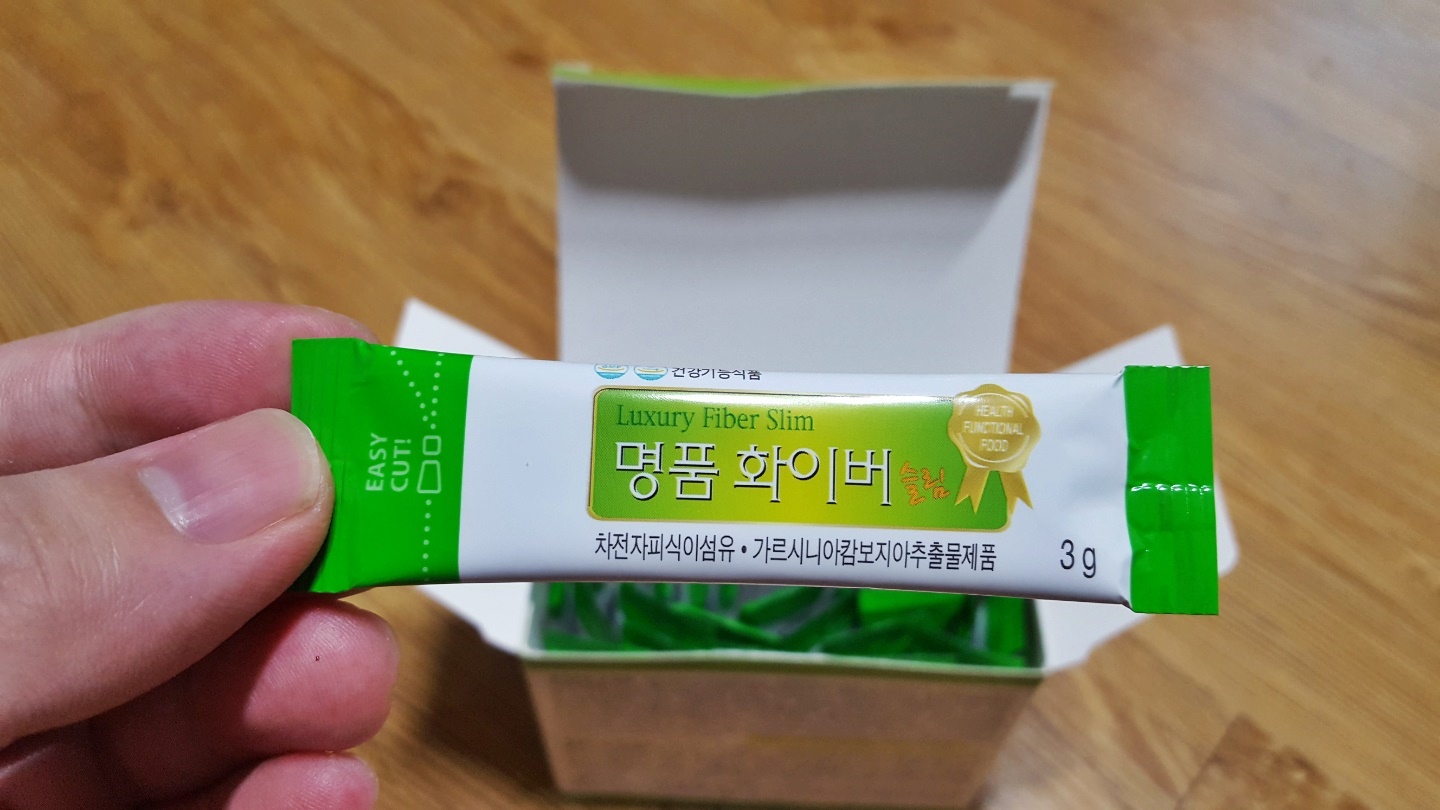 EASY
CUT!
건강기능식품
Luxury Fiber Slim
명품 화이버 슬림
HEALTH
FUNCTIONAL
FOOD
차전자피식이섬유 • 가르시니아캄보지아추출물제품
3 g